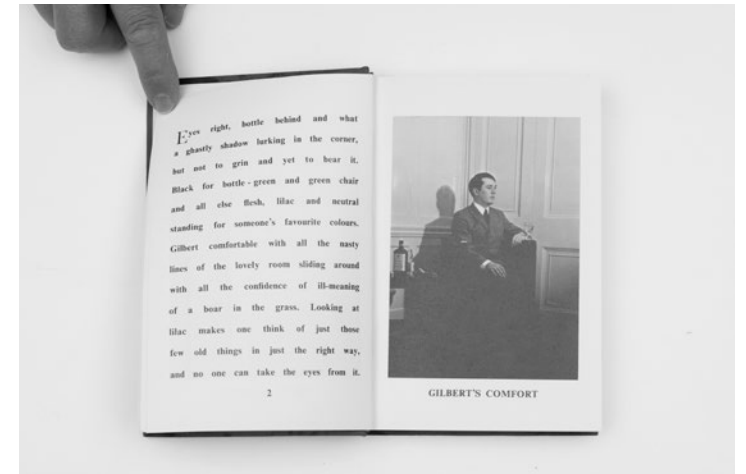 Eyes right, bottle behind and what
a ghastly shadow lurking in the corner,
but not to grin and yet to bear it.
Black for bottle-green and green chair
and all else flesh, lilac and neutral
standing for someone's favourite colours.
Gilbert comfortable with all the nasty
lines of the lovely room sliding around
with all the confidence of ill-meaning
of a boar in the grass. Looking at
lilac makes one think of just those
few old things in just the right way,
and no one can take the eyes from it.
2
GILBERT'S COMFORT